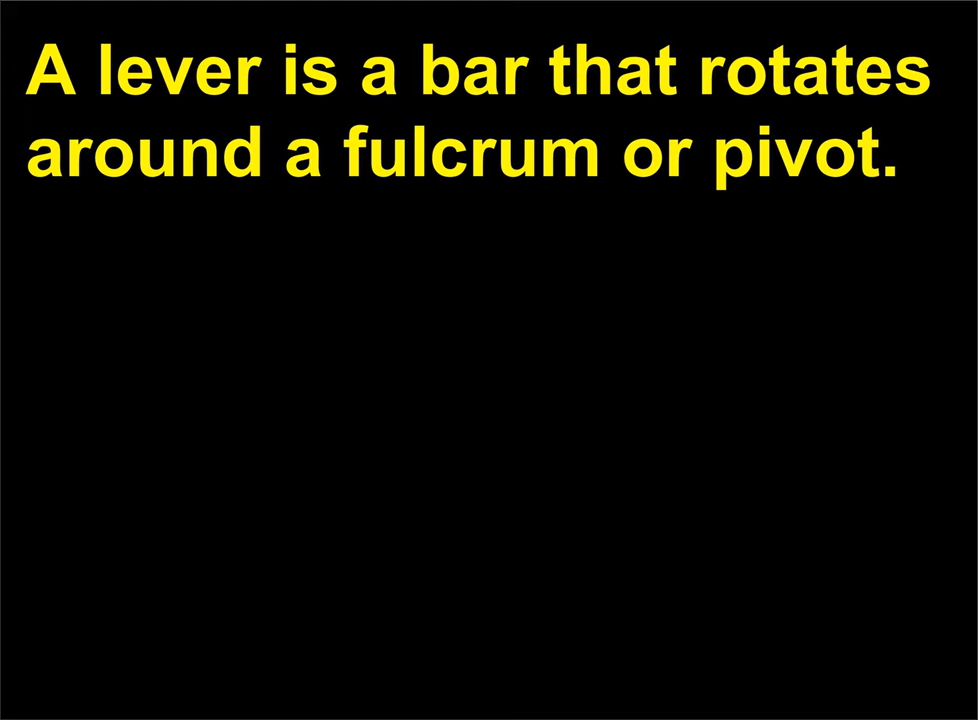 A lever is a bar that rotates
around a fulcrum or pivot.